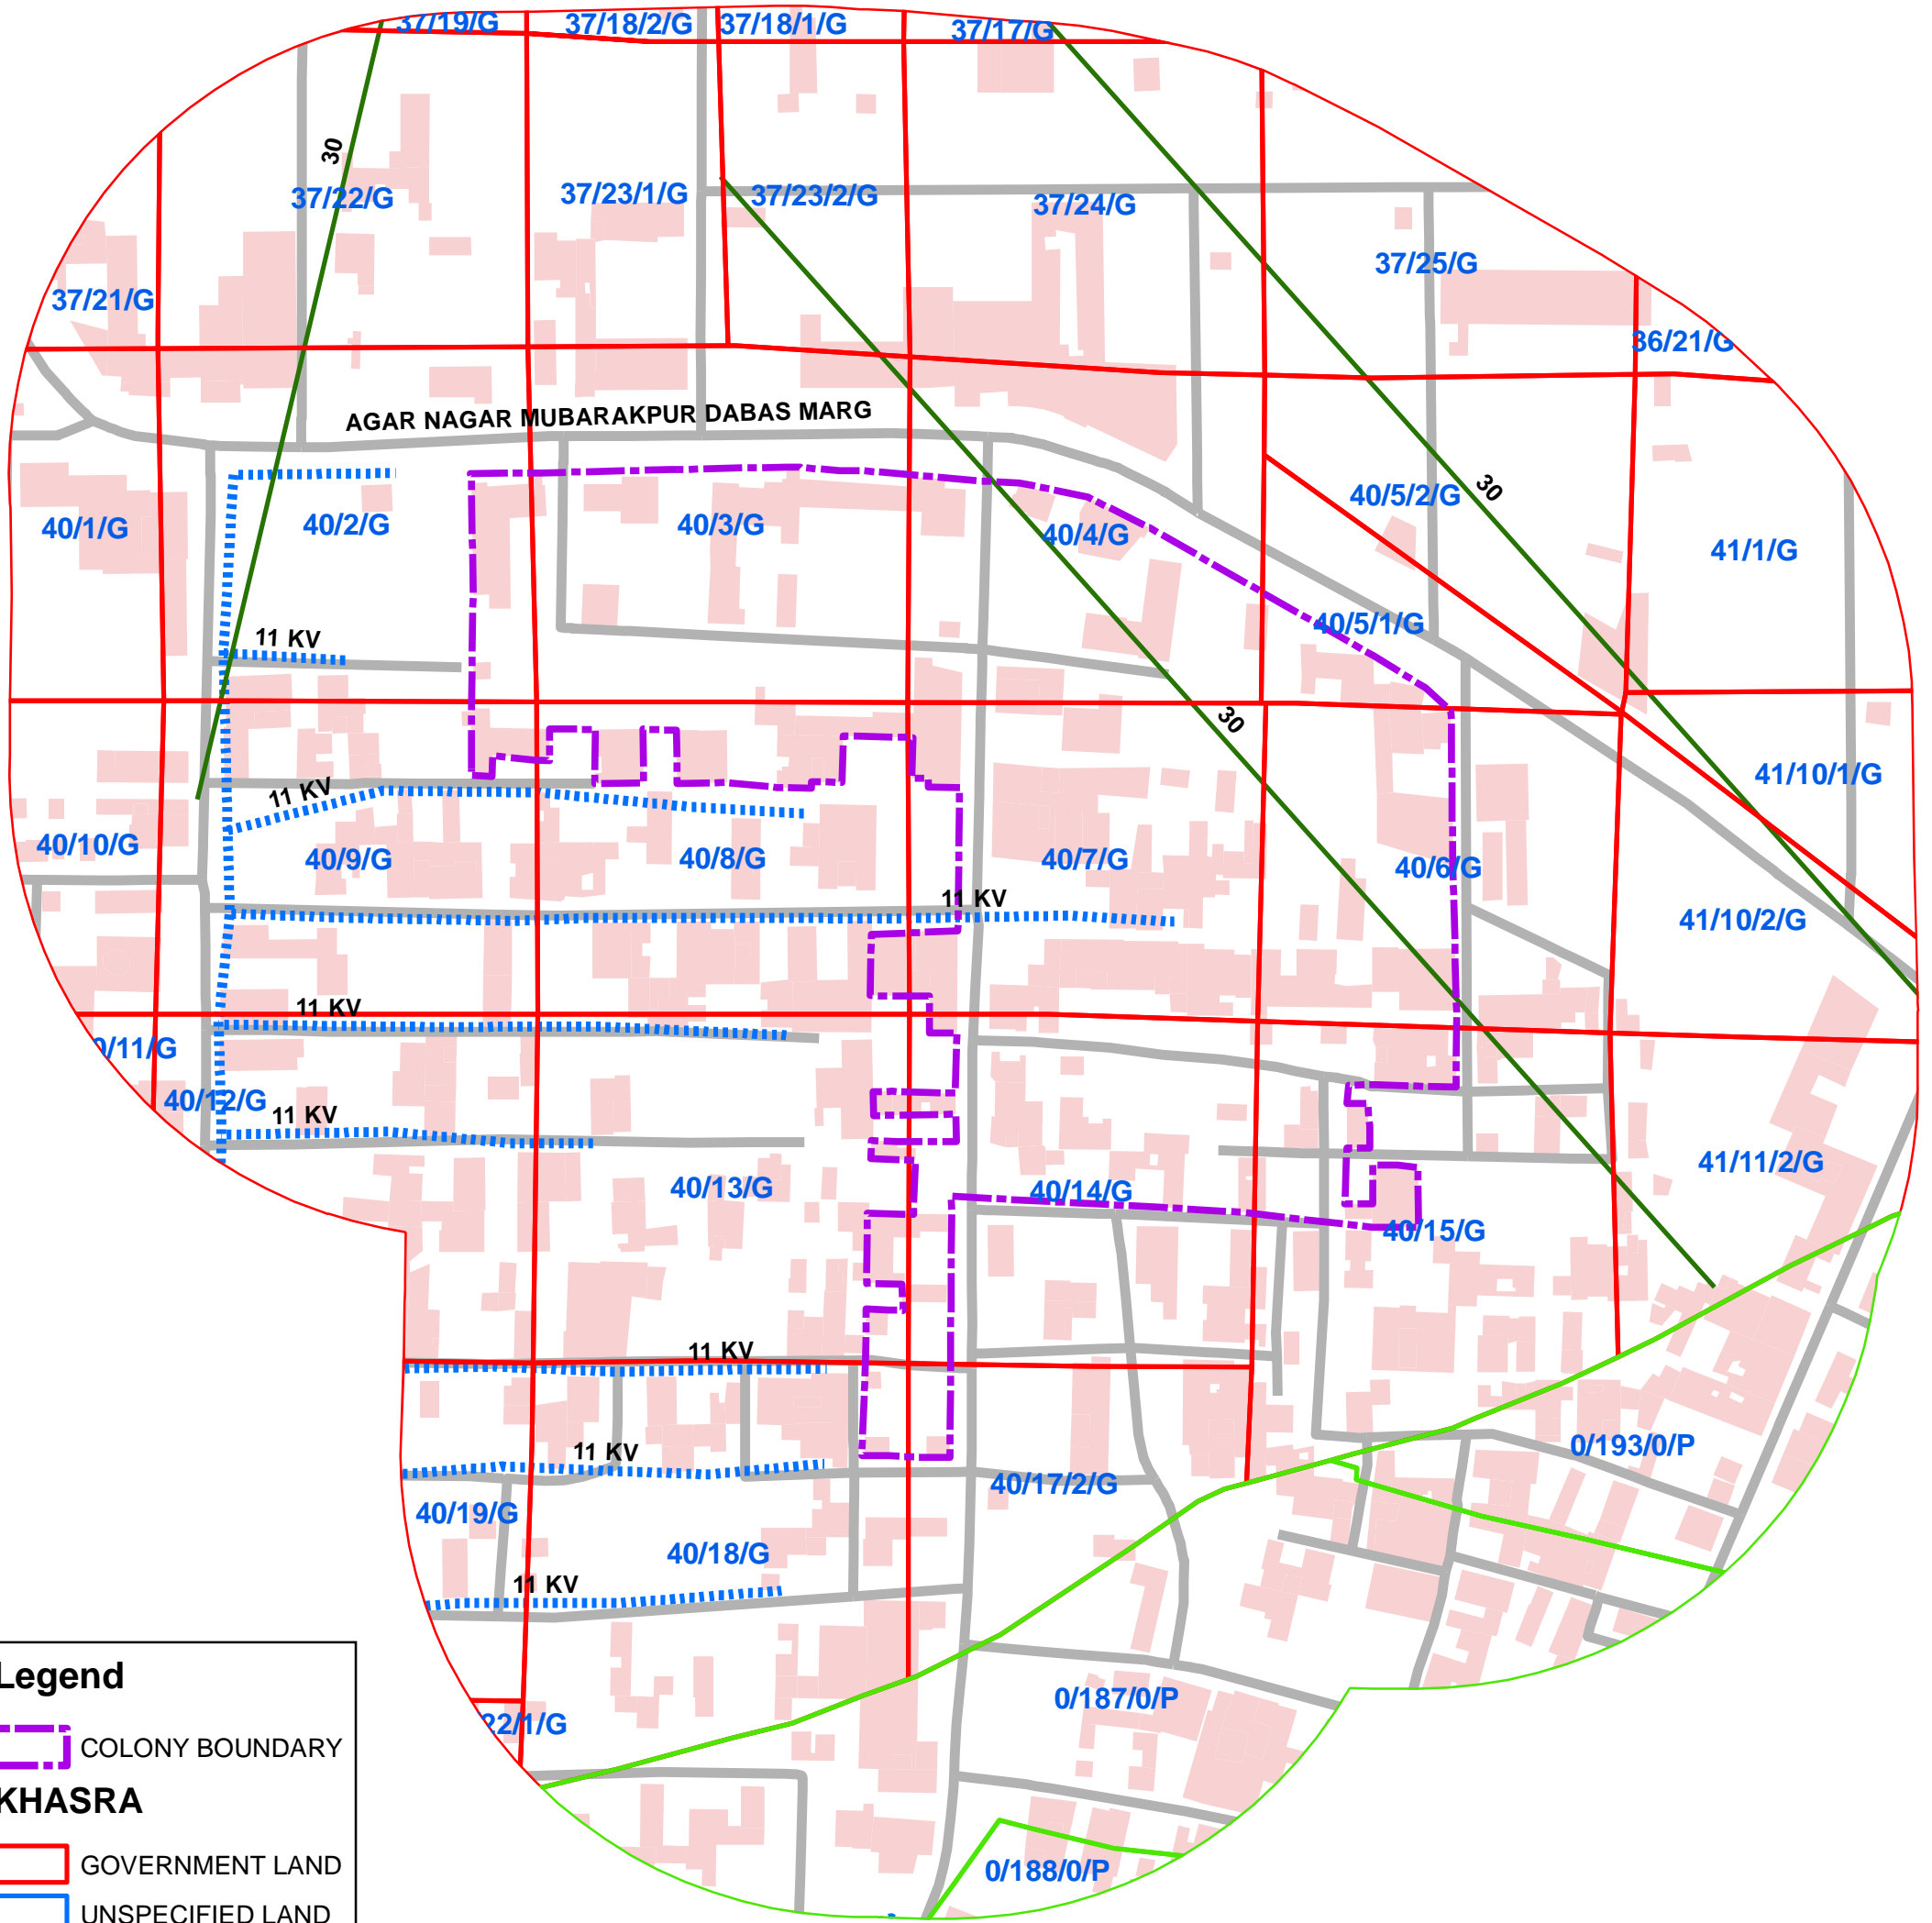 37/19/G
37/18/2/G
37/18/1/G
37/17/G
30
37/22/G
37/23/1/G
37/23/2/G
37/24/G
37/25/G
37/21/G
36/21/G
AGAR NAGAR MUBARAKPUR DABAS MARG
40/1/G
40/2/G
40/3/G
40/4/G
40/5/2/G
30
41/1/G
11 KV
40/5/1/G
30
11 KV
41/10/1/G
40/10/G
40/9/G
40/8/G
40/7/G
40/6/G
11 KV
41/10/2/G
11 KV
0/11/G
40/12/G
11 KV
40/13/G
40/14/G
41/11/2/G
40/15/G
11 KV
11 KV
0/193/0/P
40/19/G
40/17/2/G
40/18/G
11 KV
Legend
0/187/0/P
22/1/G
COLONY BOUNDARY
KHASRA
GOVERNMENT LAND
0/188/0/P
UNSPECIFIED LAND